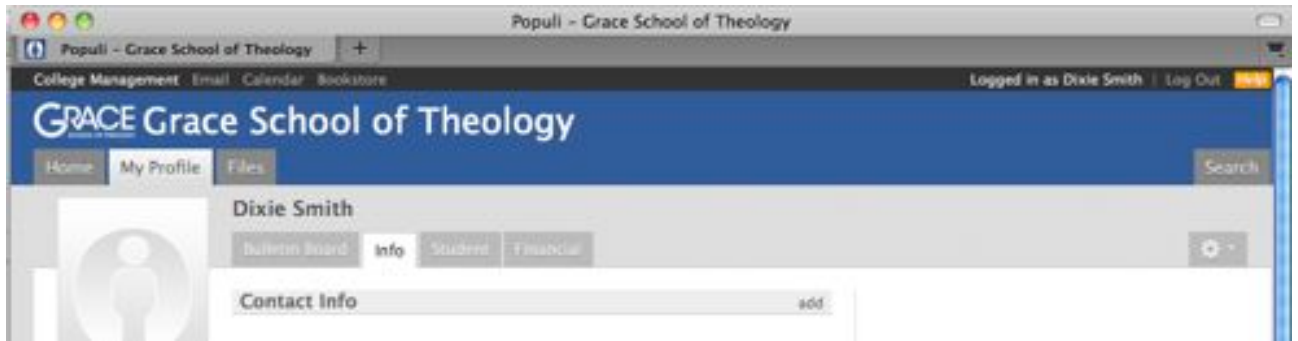 Populi – Grace School of Theology
Populi – Grace School of Theology +
College Management Email Calendar Bookstore Logged in as Dixie Smith | Log Out Help
GRACE Grace School of Theology
Home My Profile Files Search
Dixie Smith
Bulletin Board Info Student Financial
Contact Info add